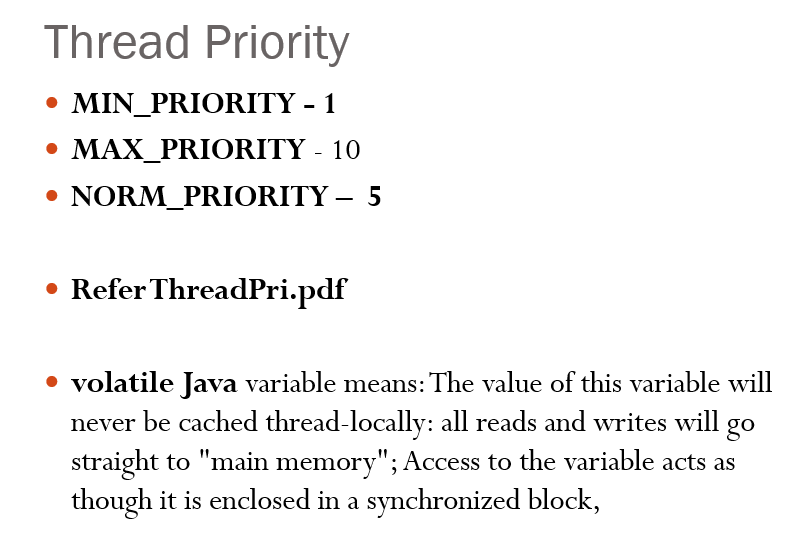 Thread Priority
• MIN_PRIORITY - 1
• MAX_PRIORITY - 10
• NORM_PRIORITY – 5
• Refer ThreadPri.pdf
• volatile Java variable means: The value of this variable will
never be cached thread-locally: all reads and writes will go
straight to "main memory"; Access to the variable acts as
though it is enclosed in a synchronized block,